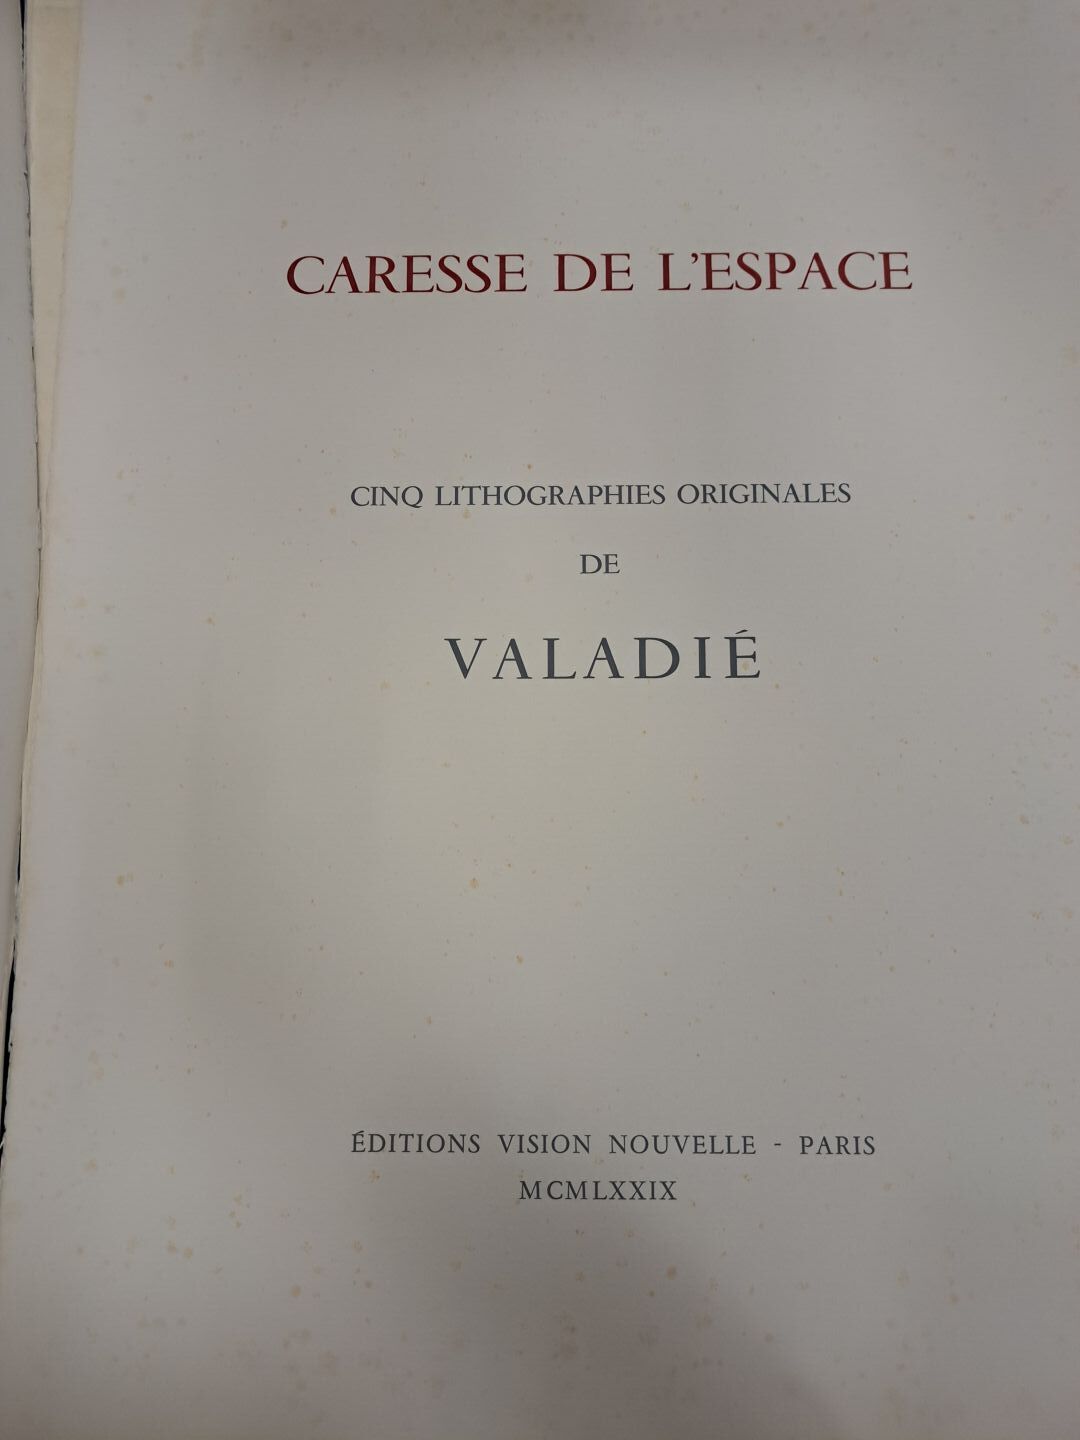 CARESSE DE L'ESPACE
CINQ LITHOGRAPHIES ORIGINALES
DE
VALADIÉ
ÉDITIONS VISION NOUVELLE - PARIS
MCMLXXIX